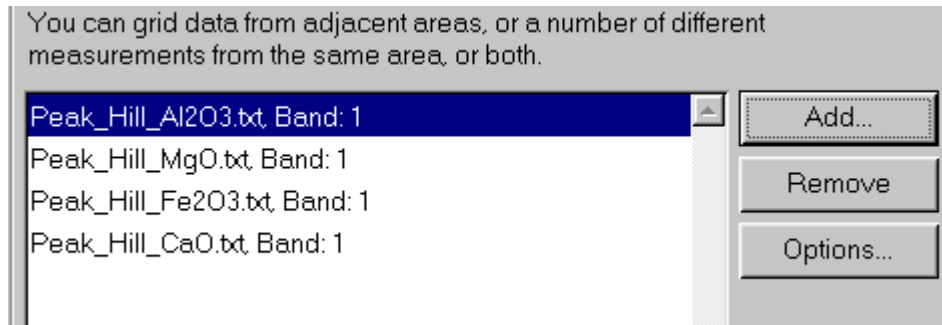 You can grid data from adjacent areas, or a number of different
measurements from the same area, or both.
Peak_Hill_Al2O3.txt, Band: 1
Peak_Hill_MgO.txt, Band: 1
Peak_Hill_Fe2O3.txt, Band: 1
Peak_Hill_CaO.txt, Band: 1
Add...
Remove
Options...